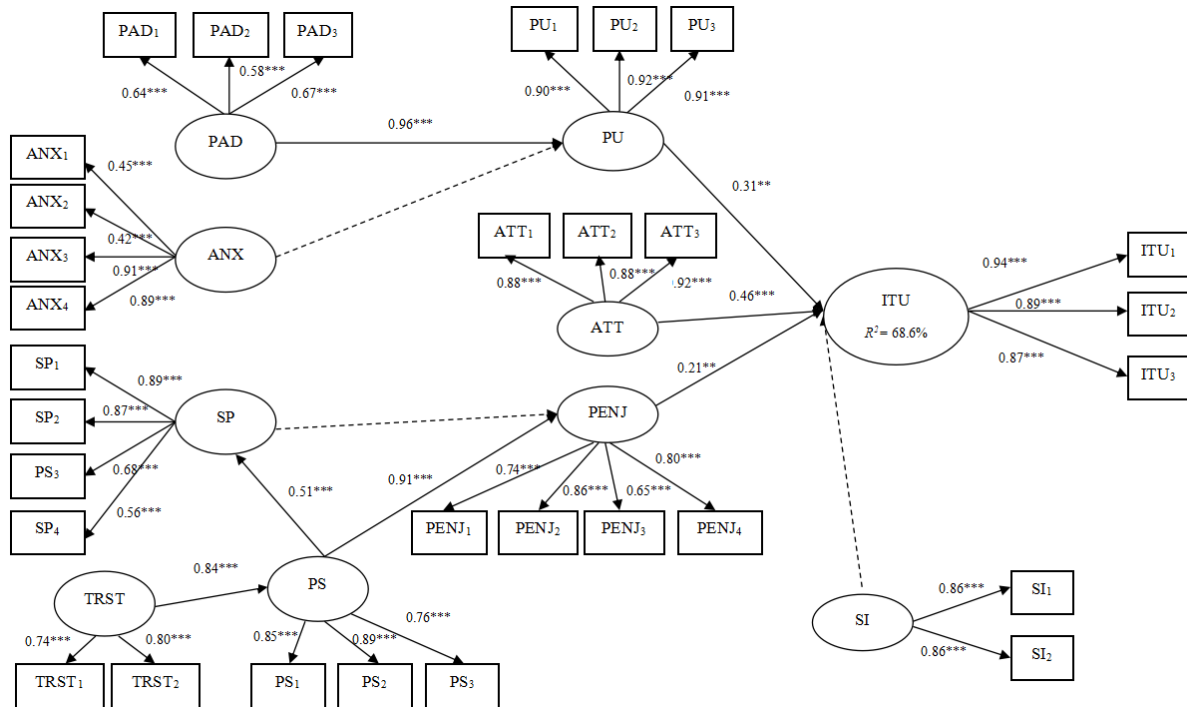 PAD₁ PAD₂ PAD₃
PU₁ PU₂ PU₃
0.64*** 0.58*** 0.67***
0.90*** 0.92*** 0.91***
PAD
0.96***
PU
ANX₁
ANX₂
ANX₃
ANX₄
0.45***
0.42***
0.91***
0.89***
ANX
0.31**
ATT₁ ATT₂ ATT₃
0.88*** 0.88*** 0.92***
ATT
0.46***
ITU
R² = 68.6%
0.94***
0.89***
0.87***
ITU₁
ITU₂
ITU₃
SP₁
SP₂
PS₃
SP₄
0.89***
0.87***
0.68***
0.56***
SP
0.21**
PENJ
0.74*** 0.86*** 0.65*** 0.80***
PENJ₁ PENJ₂ PENJ₃ PENJ₄
0.51***
0.91***
TRST
0.84***
PS
0.74*** 0.80***
TRST₁ TRST₂
0.85*** 0.89*** 0.76***
PS₁ PS₂ PS₃
SI
0.86***
0.86***
SI₁
SI₂